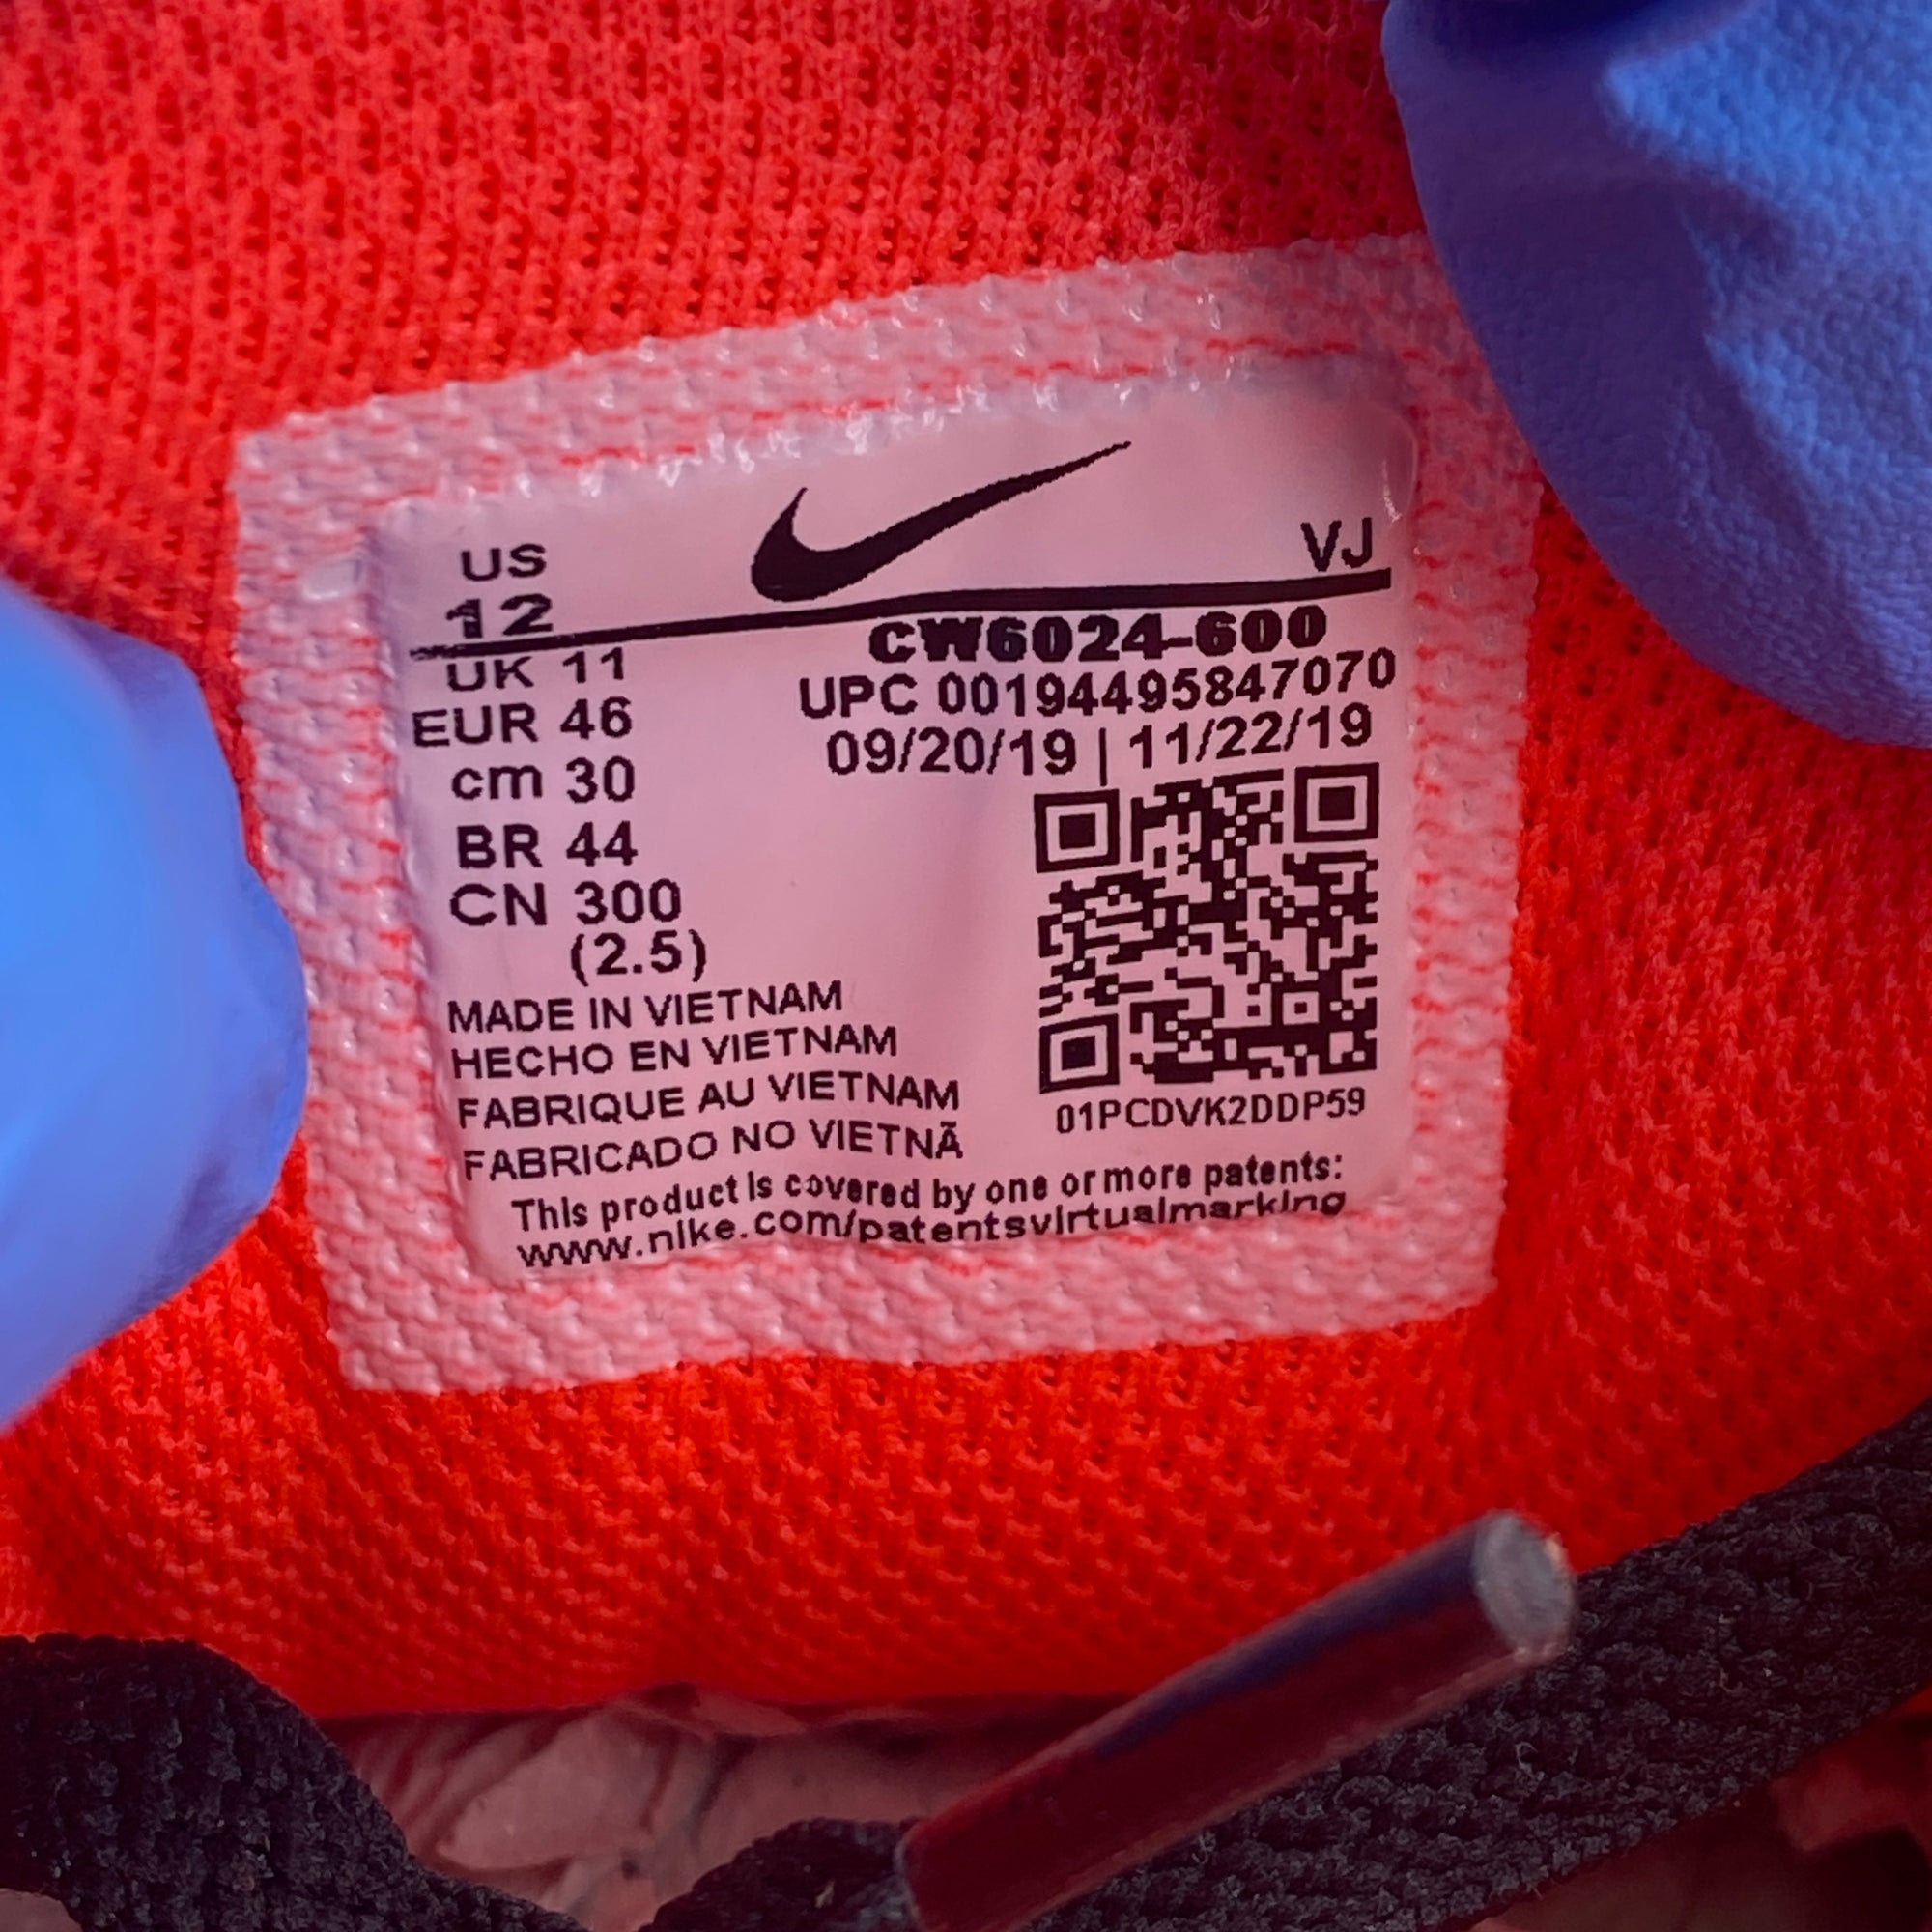 US
12
VJ
UK 11
EUR 46
cm 30
BR 44
CN 300
(2.5)
CW6024-600
UPC 00194495847070
09/20/19 | 11/22/19
01PCDVK2DDP59
MADE IN VIETNAM
HECHO EN VIETNAM
FABRIQUE AU VIETNAM
FABRICADO NO VIETNÃ
This product is covered by one or more patents:
www.nike.com/patentsvirtualmarking